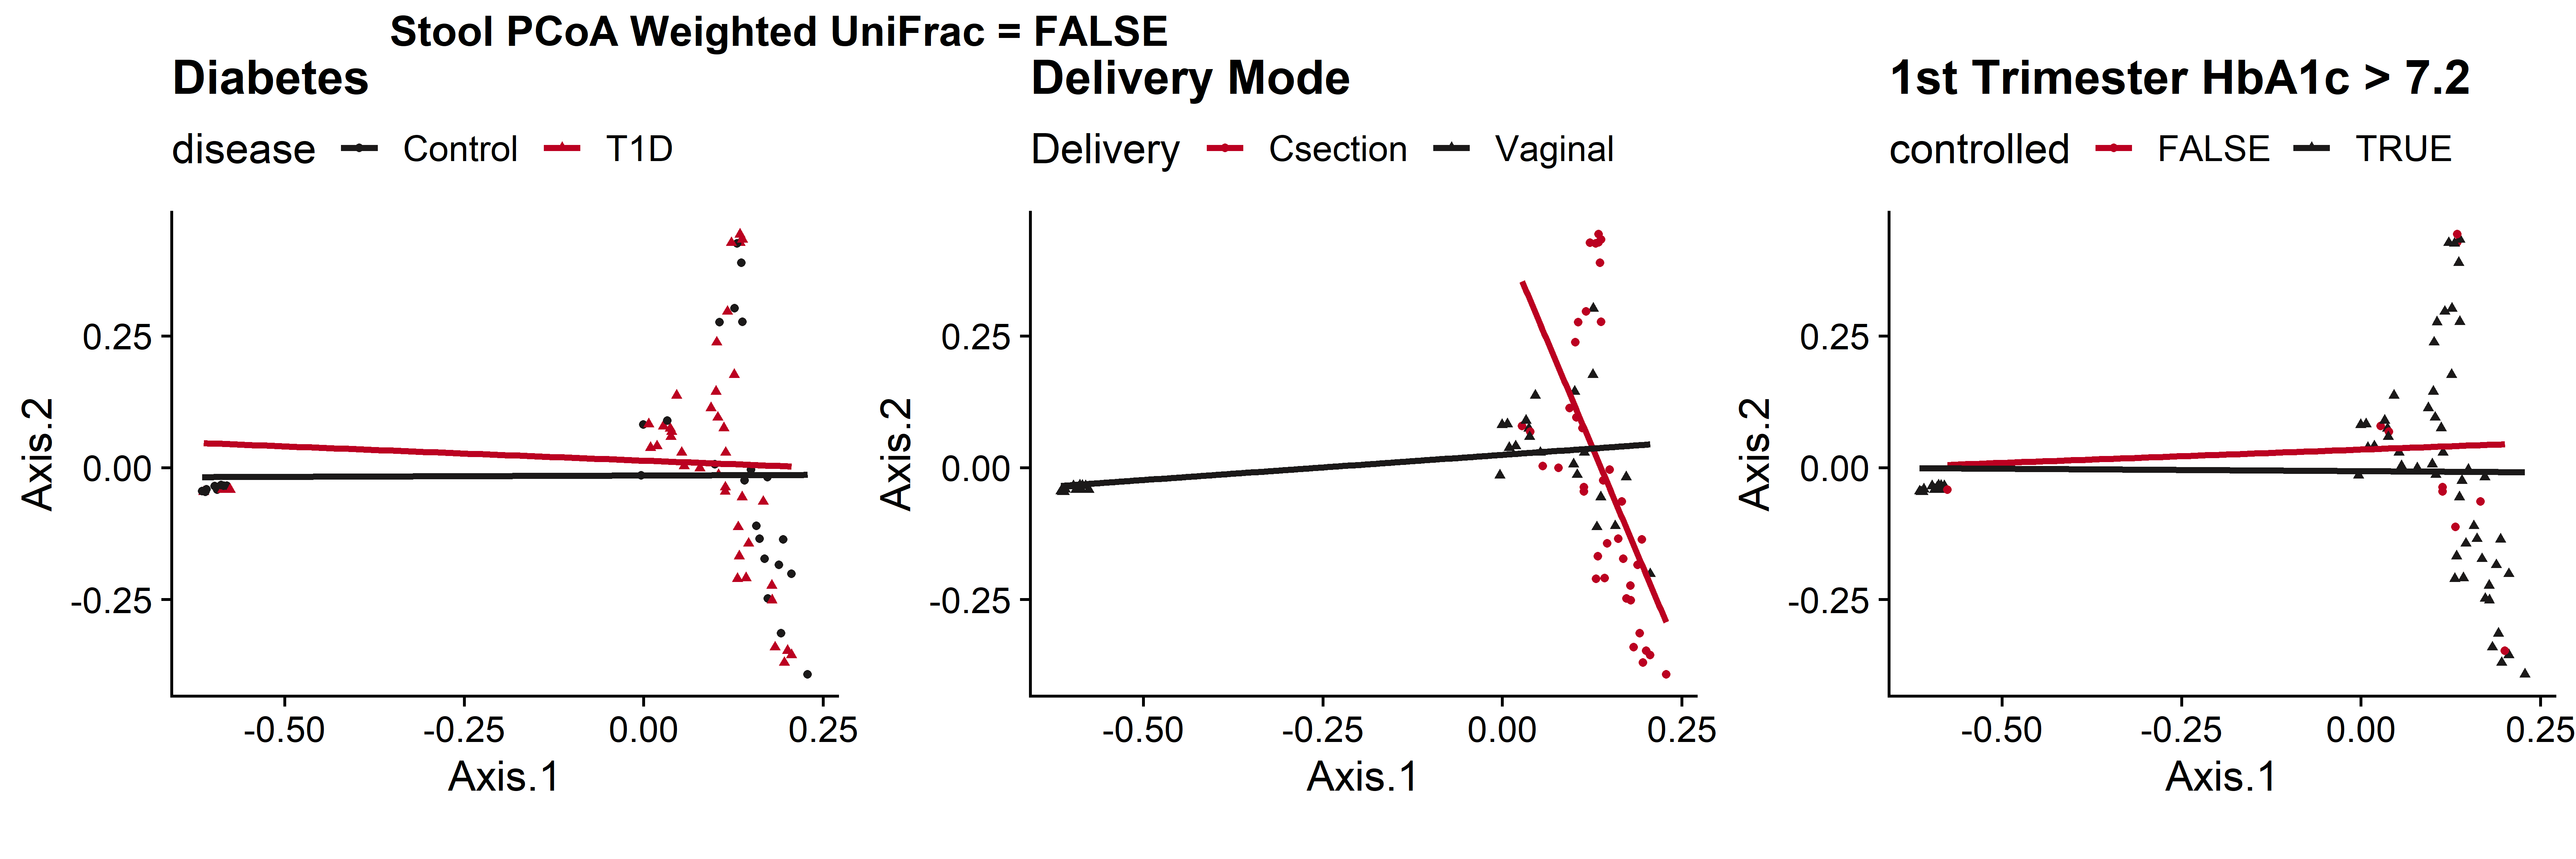 Stool PCoA Weighted UniFrac = FALSE
Diabetes
disease Control T1D
Axis.2
0.25
0.00
-0.25
-0.50 -0.25 0.00 0.25
Axis.1
Delivery Mode
Delivery Csection Vaginal
Axis.2
0.25
0.00
-0.25
-0.50 -0.25 0.00 0.25
Axis.1
1st Trimester HbA1c > 7.2
controlled FALSE TRUE
Axis.2
0.25
0.00
-0.25
-0.50 -0.25 0.00 0.25
Axis.1